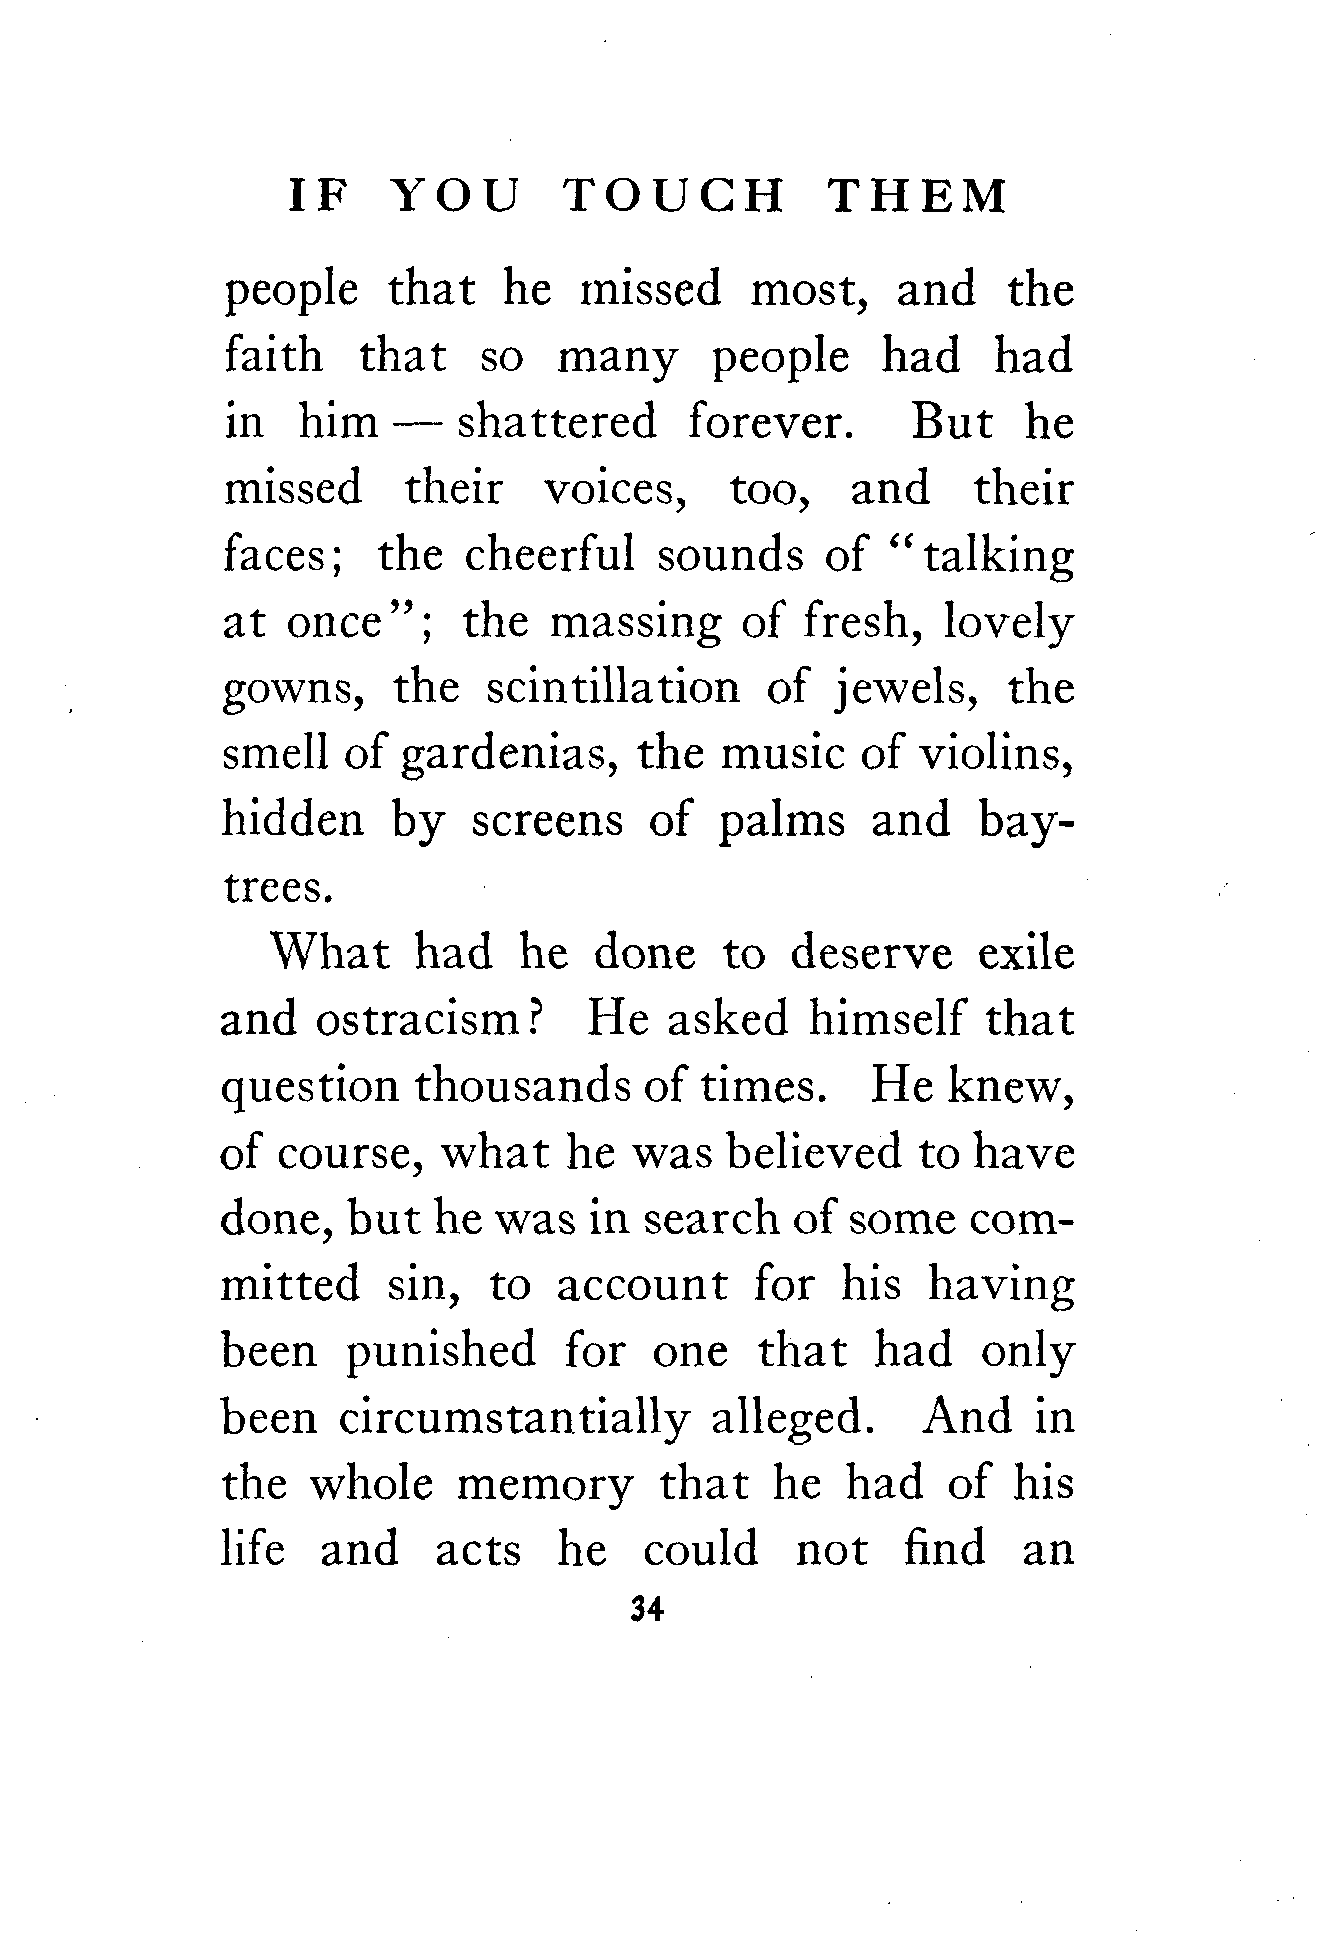 IF YOU TOUCH THEM
people that he missed most, and the
faith that so many people had had
in him — shattered forever. But he
missed their voices, too, and their
faces; the cheerful sounds of “talking
at once”; the massing of fresh, lovely
gowns, the scintillation of jewels, the
smell of gardenias, the music of violins,
hidden by screens of palms and bay-
trees.
What had he done to deserve exile
and ostracism? He asked himself that
question thousands of times. He knew,
of course, what he was believed to have
done, but he was in search of some com-
mitted sin, to account for his having
been punished for one that had only
been circumstantially alleged. And in
the whole memory that he had of his
life and acts he could not find an
34